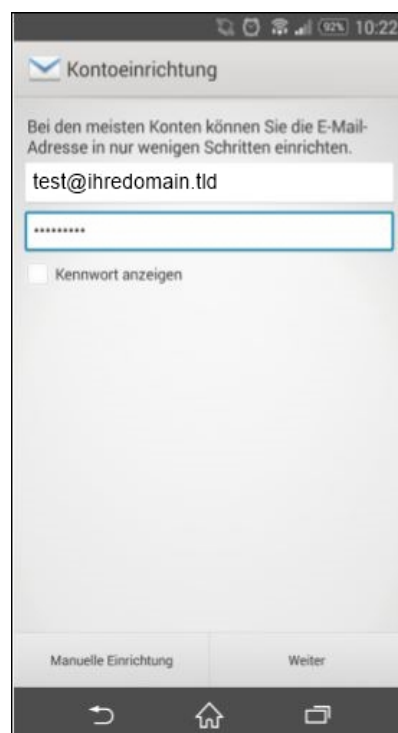 92% 10:22
Kontoeinrichtung
Bei den meisten Konten können Sie die E-Mail-
Adresse in nur wenigen Schritten einrichten.
test@ihredomain.tld
•••••••••
Kennwort anzeigen
Manuelle Einrichtung Weiter